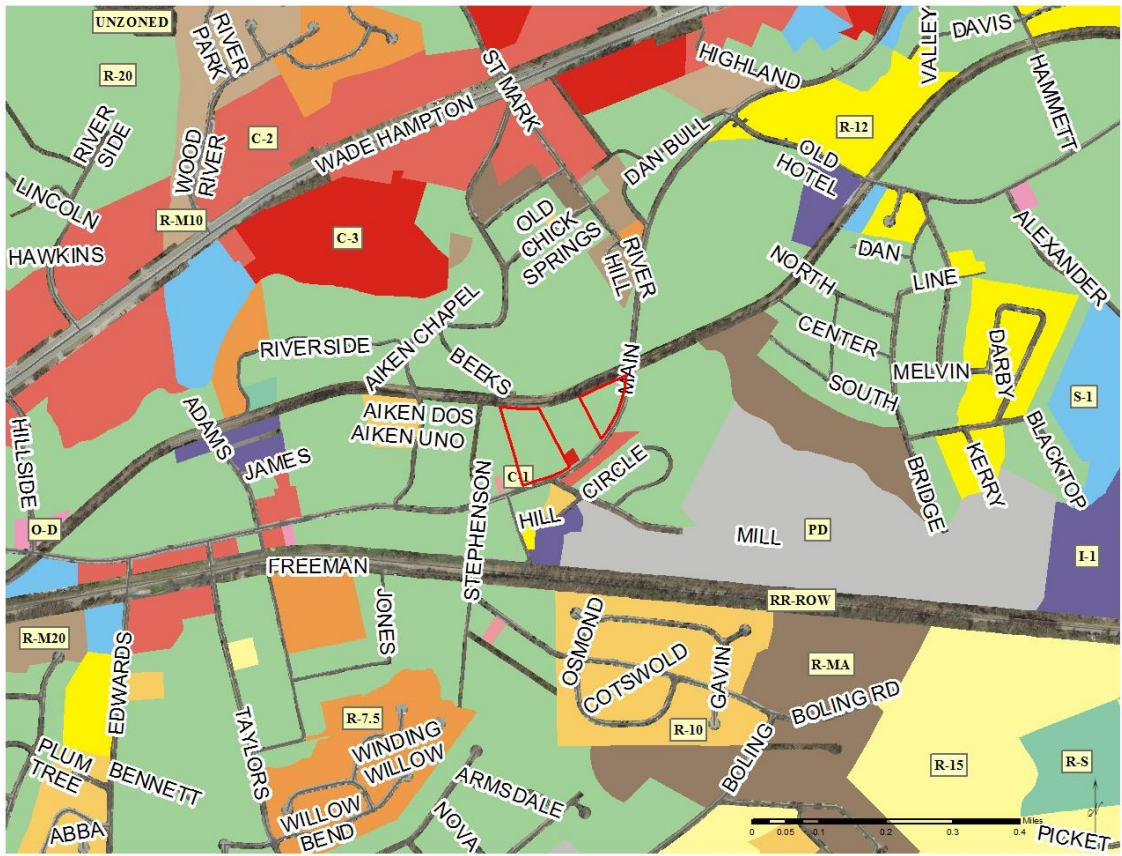 UNZONED
R-20
RIVER
PARK
ST MARK
HIGHLAND
VALLEY
DAVIS
HAMMETT
RIVER
SIDE
C-2
WADE HAMPTON
WOOD
RIVER
DAN BULL
R-12
OLD
HOTEL
LINCOLN
R-M10
HAWKINS
C-3
OLD
CHICK
SPRINGS
RIVER
HILL
ALEXANDER
DAN
LINE
NORTH
CENTER
SOUTH
MELVIN
DARBY
AIKEN CHAPEL
RIVERSIDE
BEEKS
MAIN
AIKEN DOS
AIKEN UNO
S-1
HILLSIDE
ADAMS
JAMES
STEPHENSON
C-1
CIRCLE
HILL
BRIDGE
KERRY
BLACKTOP
O-D
MILL
PD
I-1
FREEMAN
RR-ROW
JONES
R-M20
EDWARDS
OSMOND
COTSWOLD
GAVIN
R-MA
BOLING RD
R-7.5
WINDING
WILLOW
R-10
TAYLORS
PLUM
TREE
BENNETT
BOLING
R-15
R-S
ARMSDALE
NOVA
WILLOW
BEND
ABBA
Miles
0 0.05 0.1 0.2 0.3 0.4
N
PICKET